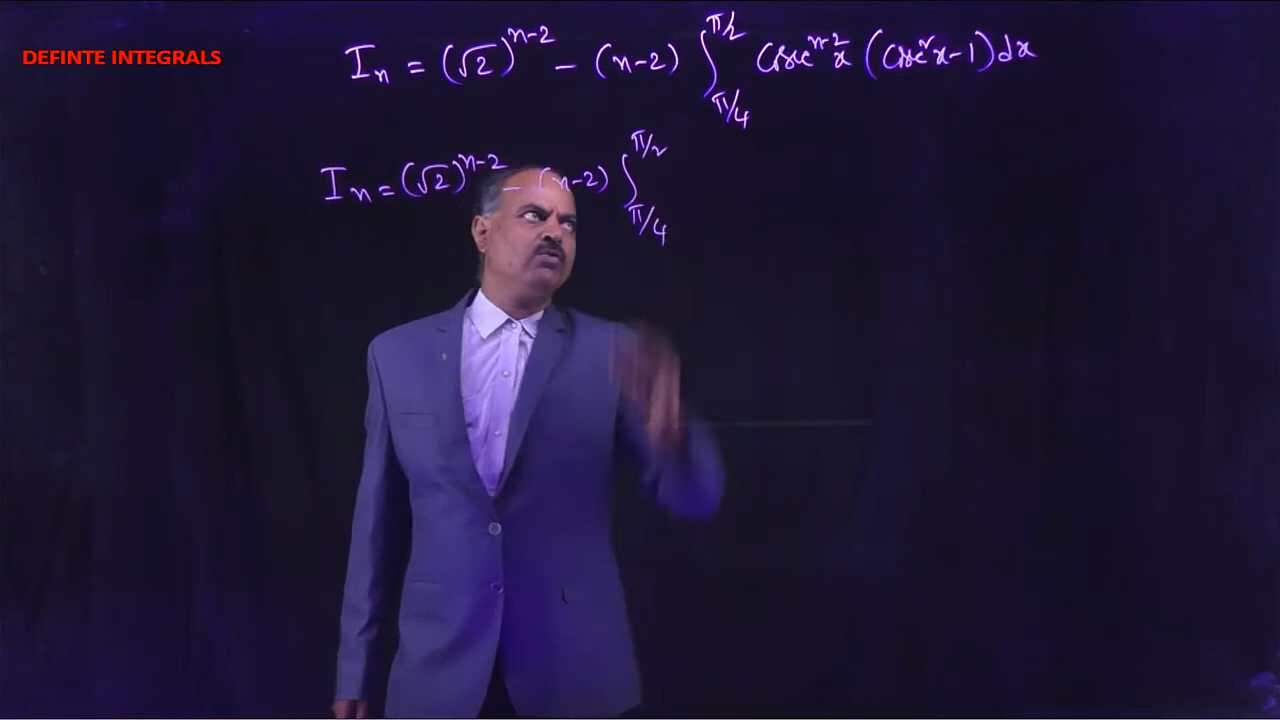 DEFINTE INTEGRALS
Iₙ = (√2)ⁿ⁻² − (n−2) ∫_{π/4}^{π/2} cosecⁿ⁻²x (cosec²x−1)dx
Iₙ = (√2)ⁿ⁻² − (n−2) ∫_{π/4}^{π/2}